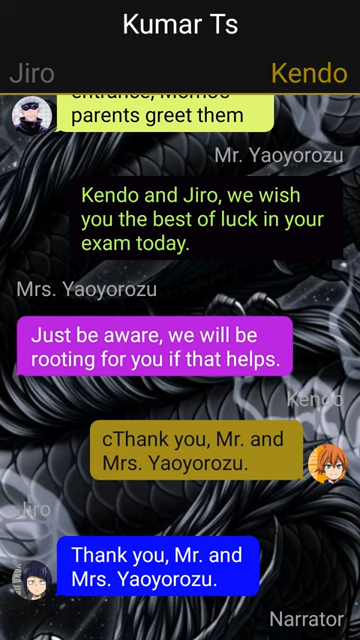 Kumar Ts
Jiro
Kendo
entrance, Momo's
parents greet them
Mr. Yaoyorozu
Kendo and Jiro, we wish
you the best of luck in your
exam today.
Mrs. Yaoyorozu
Just be aware, we will be
rooting for you if that helps.
Kendo
cThank you, Mr. and
Mrs. Yaoyorozu.
Jiro
Thank you, Mr. and
Mrs. Yaoyorozu.
Narrator